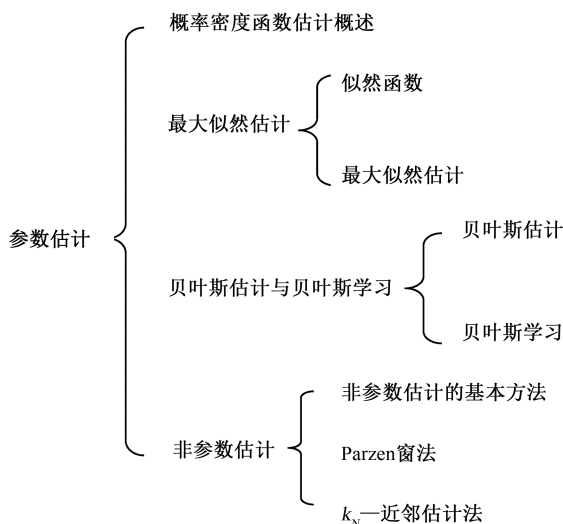 概率密度函数估计概述
似然函数
最大似然估计
最大似然估计
贝叶斯估计
参数估计
贝叶斯估计与贝叶斯学习
贝叶斯学习
非参数估计的基本方法
非参数估计
Parzen窗法
kN—近邻估计法